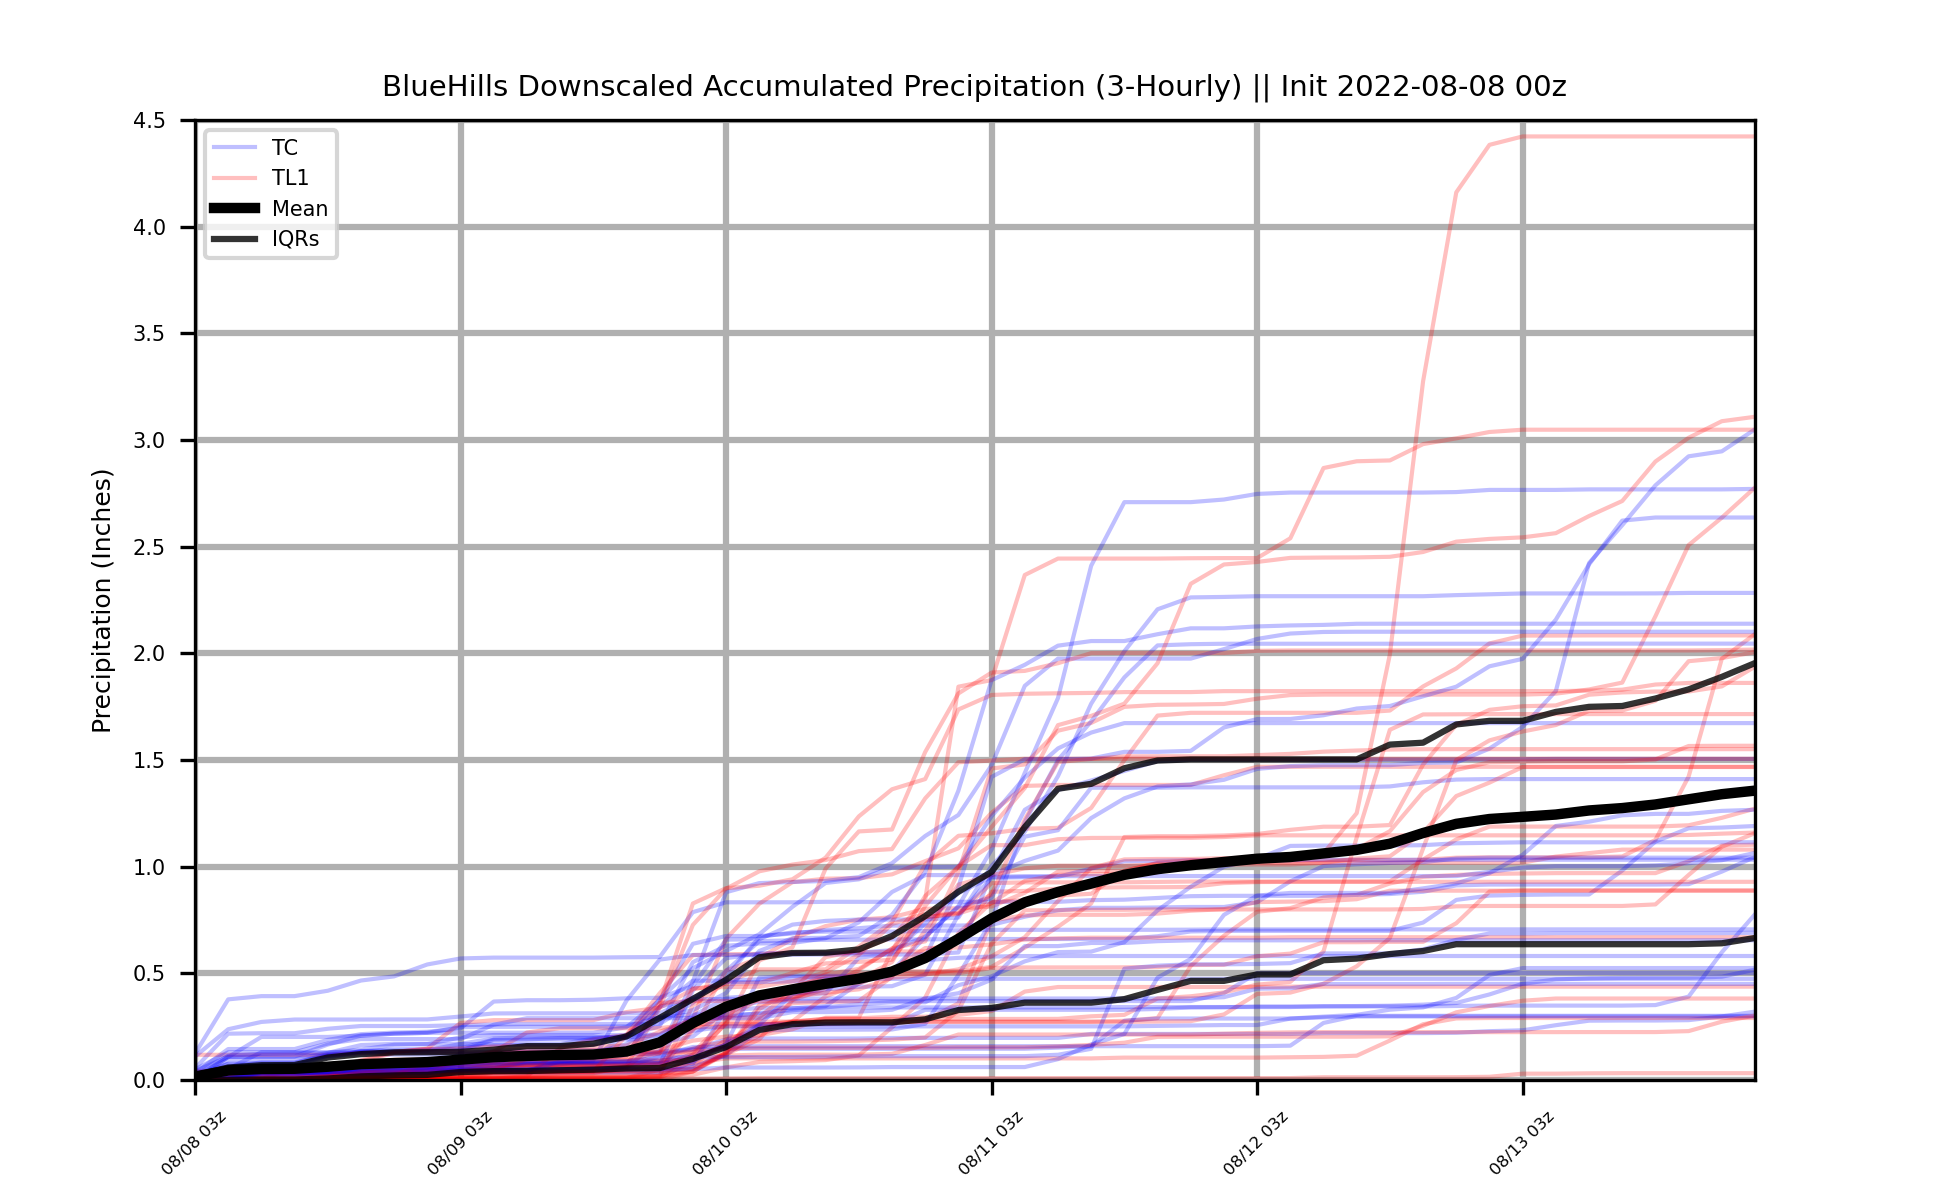 BlueHills Downscaled Accumulated Precipitation (3-Hourly) || Init 2022-08-08 00z
TC
TL1
Mean
IQRs
Precipitation (Inches)
4.5
4.0
3.5
3.0
2.5
2.0
1.5
1.0
0.5
0.0
08/08 03z
08/09 03z
08/10 03z
08/11 03z
08/12 03z
08/13 03z